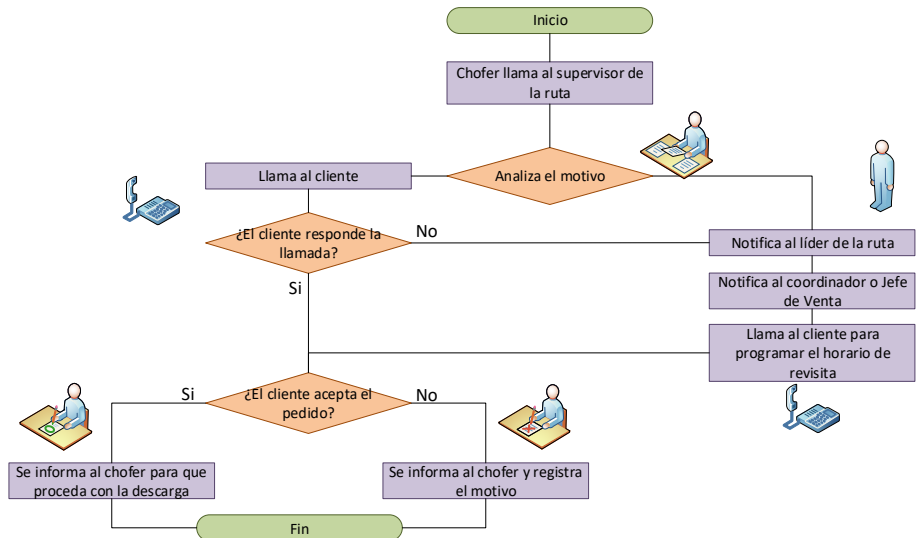 Inicio
Chofer llama al supervisor de
la ruta
Llama al cliente
Analiza el motivo
¿El cliente responde la
llamada?
No
Notifica al líder de la ruta
Si
Notifica al coordinador o Jefe
de Venta
Llama al cliente para
programar el horario de
revisita
Si
¿El cliente acepta el
pedido?
No
Se informa al chofer para que
proceda con la descarga
Se informa al chofer y registra
el motivo
Fin